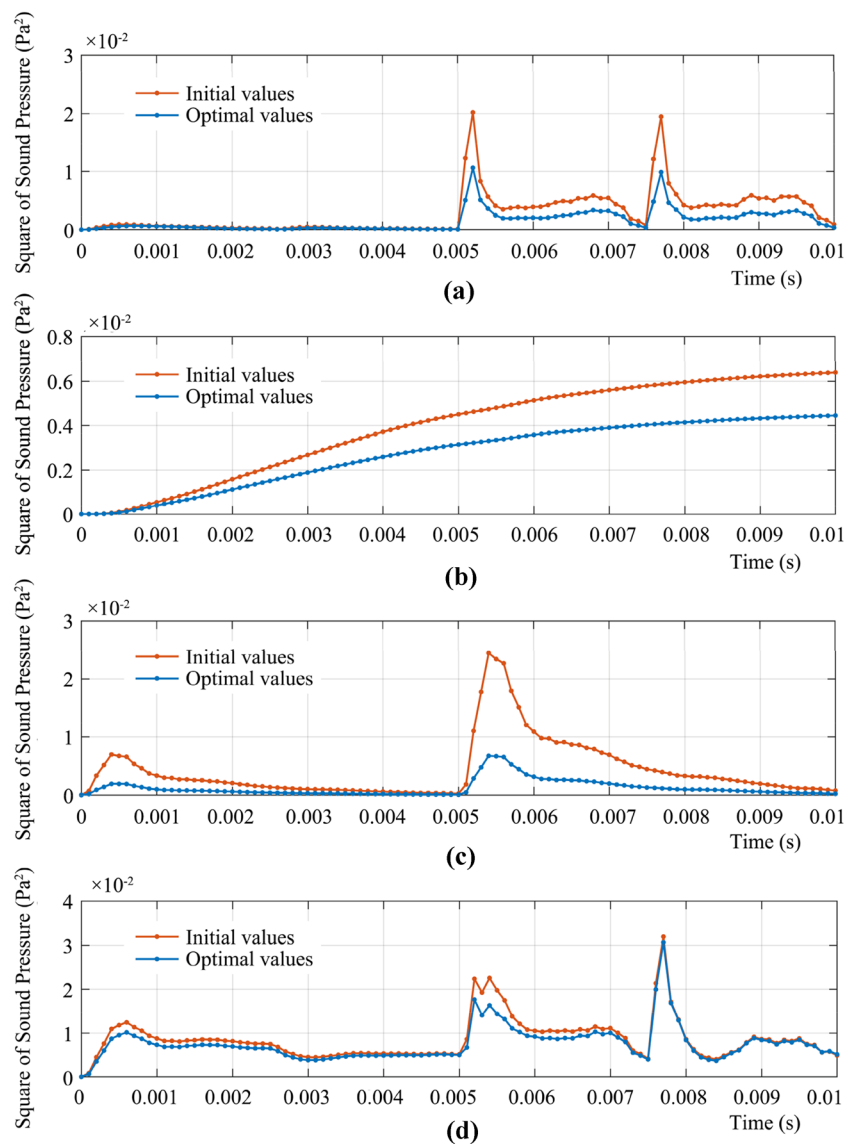 Square of Sound Pressure (Pa²)
×10⁻²
3
2
1
0
Initial values
Optimal values
0 0.001 0.002 0.003 0.004 0.005 0.006 0.007 0.008 0.009 0.01
Time (s)
(a)
Square of Sound Pressure (Pa²)
×10⁻²
0.8
0.6
0.4
0.2
0
Initial values
Optimal values
0 0.001 0.002 0.003 0.004 0.005 0.006 0.007 0.008 0.009 0.01
Time (s)
(b)
Square of Sound Pressure (Pa²)
×10⁻²
3
2
1
0
Initial values
Optimal values
0 0.001 0.002 0.003 0.004 0.005 0.006 0.007 0.008 0.009 0.01
Time (s)
(c)
Square of Sound Pressure (Pa²)
×10⁻²
4
3
2
1
0
Initial values
Optimal values
0 0.001 0.002 0.003 0.004 0.005 0.006 0.007 0.008 0.009 0.01
Time (s)
(d)